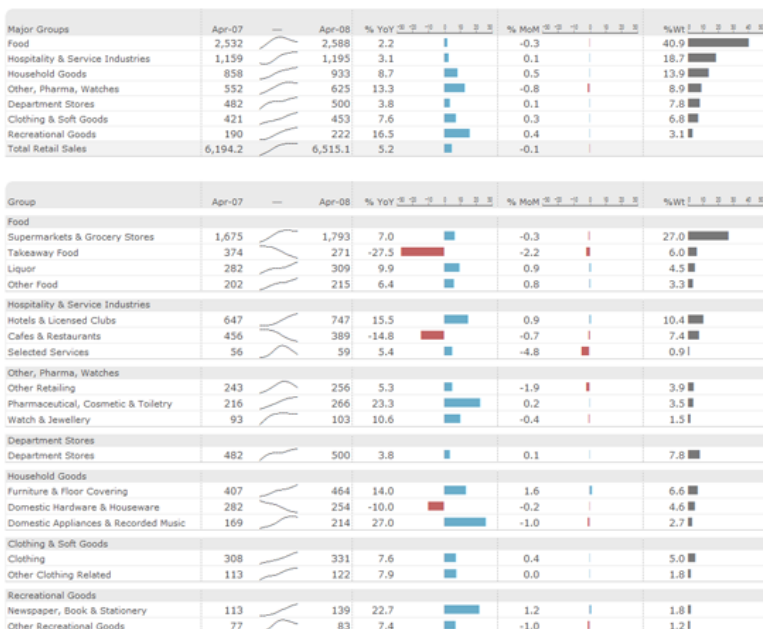 Major Groups Apr-07 — Apr-08 % YoY % MoM %Wt
Food 2,532 2,588 2.2 -0.3 40.9
Hospitality & Service Industries 1,159 1,195 3.1 0.1 18.7
Household Goods 858 933 8.7 0.5 13.9
Other, Pharma, Watches 552 625 13.3 -0.8 8.9
Department Stores 482 500 3.8 0.1 7.8
Clothing & Soft Goods 421 453 7.6 0.3 6.8
Recreational Goods 190 222 16.5 0.4 3.1
Total Retail Sales 6,194.2 6,515.1 5.2 -0.1
Group Apr-07 — Apr-08 % YoY % MoM %Wt
Food
Supermarkets & Grocery Stores 1,675 1,793 7.0 -0.3 27.0
Takeaway Food 374 271 -27.5 -2.2 6.0
Liquor 282 309 9.9 0.9 4.5
Other Food 202 215 6.4 0.8 3.3
Hospitality & Service Industries
Hotels & Licensed Clubs 647 747 15.5 0.9 10.4
Cafes & Restaurants 456 389 -14.8 -0.7 7.4
Selected Services 56 59 5.4 -4.8 0.9
Other, Pharma, Watches
Other Retailing 243 256 5.3 -1.9 3.9
Pharmaceutical, Cosmetic & Toiletry 216 266 23.3 0.2 3.5
Watch & Jewellery 93 103 10.6 -0.4 1.5
Department Stores
Department Stores 482 500 3.8 0.1 7.8
Household Goods
Furniture & Floor Covering 407 464 14.0 1.6 6.6
Domestic Hardware & Houseware 282 254 -10.0 -0.2 4.6
Domestic Appliances & Recorded Music 169 214 27.0 -1.0 2.7
Clothing & Soft Goods
Clothing 308 331 7.6 0.4 5.0
Other Clothing Related 113 122 7.9 0.0 1.8
Recreational Goods
Newspaper, Book & Stationery 113 139 22.7 1.2 1.8
Other Recreational Goods 77 83 7.4 -1.0 1.2